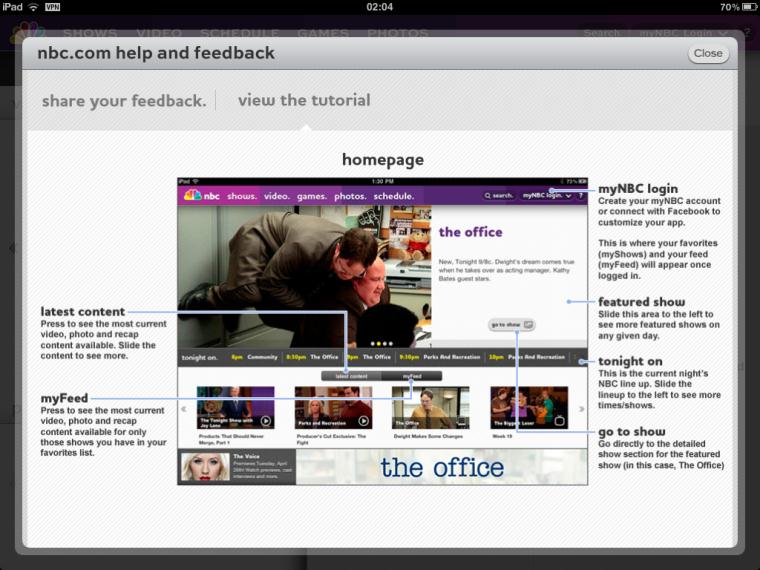 iPad VPN 02:04 70%
SHOWS VIDEO SCHEDULE GAMES PHOTOS Search myNBC Login ?
nbc.com help and feedback Close
share your feedback. view the tutorial
homepage
iPad 1:30 PM 73%
nbc shows. video. games. photos. schedule. search. myNBC login. ?
myNBC login
Create your myNBC account
or connect with Facebook to
customize your app.
This is where your favorites
(myShows) and your feed
(myFeed) will appear once
logged in.
the office
New, Tonight 9/8c. Dwight's dream comes true
when he takes over as acting manager. Kathy
Bates guest stars.
go to show
featured show
Slide this area to the left to
see more featured shows on
any given day.
latest content
Press to see the most current
video, photo and recap
content available. Slide the
content to see more.
tonight on. 8pm Community 8:30pm The Office 9pm The Office 9:30pm Parks And Recreation 10pm Parks And Recreation
tonight on
This is the current night's
NBC line up. Slide the
lineup to the left to see more
times/shows.
latest content myFeed
myFeed
Press to see the most current
video, photo and recap
content available for only
those shows you have in your
favorites list.
The Tonight Show with
Jay Leno
Parks and Recreation
The Office
The Biggest Loser
Products That Should Never
Merge, Part 1
Producer's Cut Exclusive: The
Fight
Dwight Makes Some Changes
Week 19
go to show
Go directly to the detailed
show section for the featured
show (in this case, The Office)
The Voice
Premieres Tuesday, April
26th! Watch previews, cast
interviews and more.
the office